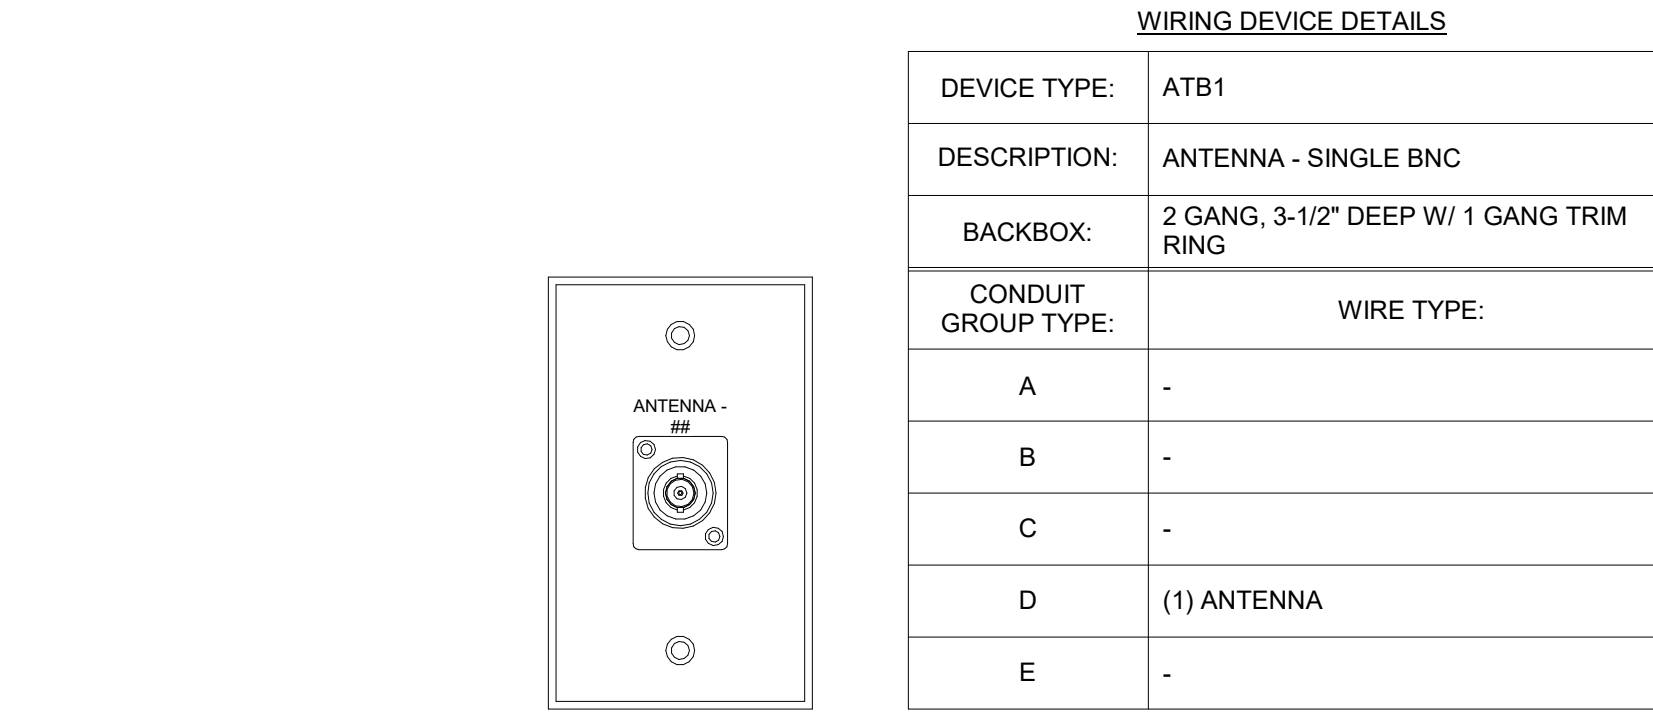 WIRING DEVICE DETAILS
DEVICE TYPE: ATB1
DESCRIPTION: ANTENNA - SINGLE BNC
BACKBOX: 2 GANG, 3-1/2" DEEP W/ 1 GANG TRIM
RING
CONDUIT
GROUP TYPE:
WIRE TYPE:
A -
B -
C -
D (1) ANTENNA
E -
ANTENNA -
##